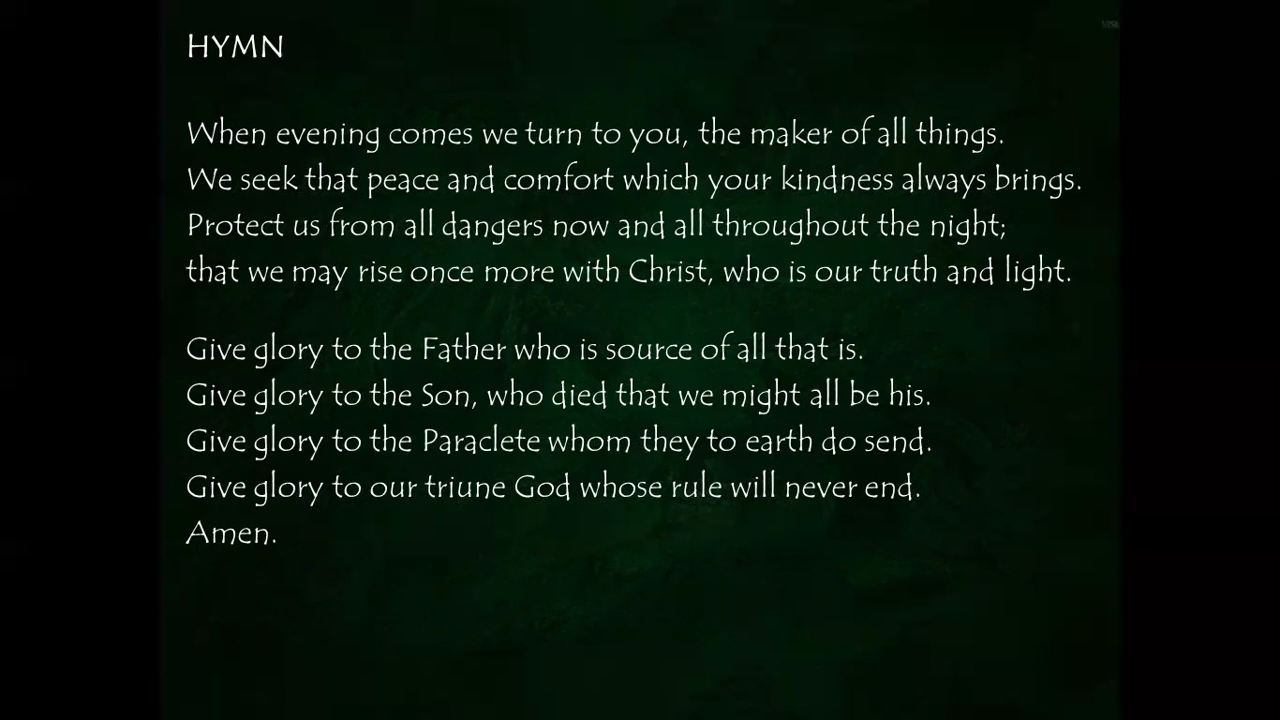 HYMN
When evening comes we turn to you, the maker of all things.
We seek that peace and comfort which your kindness always brings.
Protect us from all dangers now and all throughout the night;
that we may rise once more with Christ, who is our truth and light.
Give glory to the Father who is source of all that is.
Give glory to the Son, who died that we might all be his.
Give glory to the Paraclete whom they to earth do send.
Give glory to our triune God whose rule will never end.
Amen.